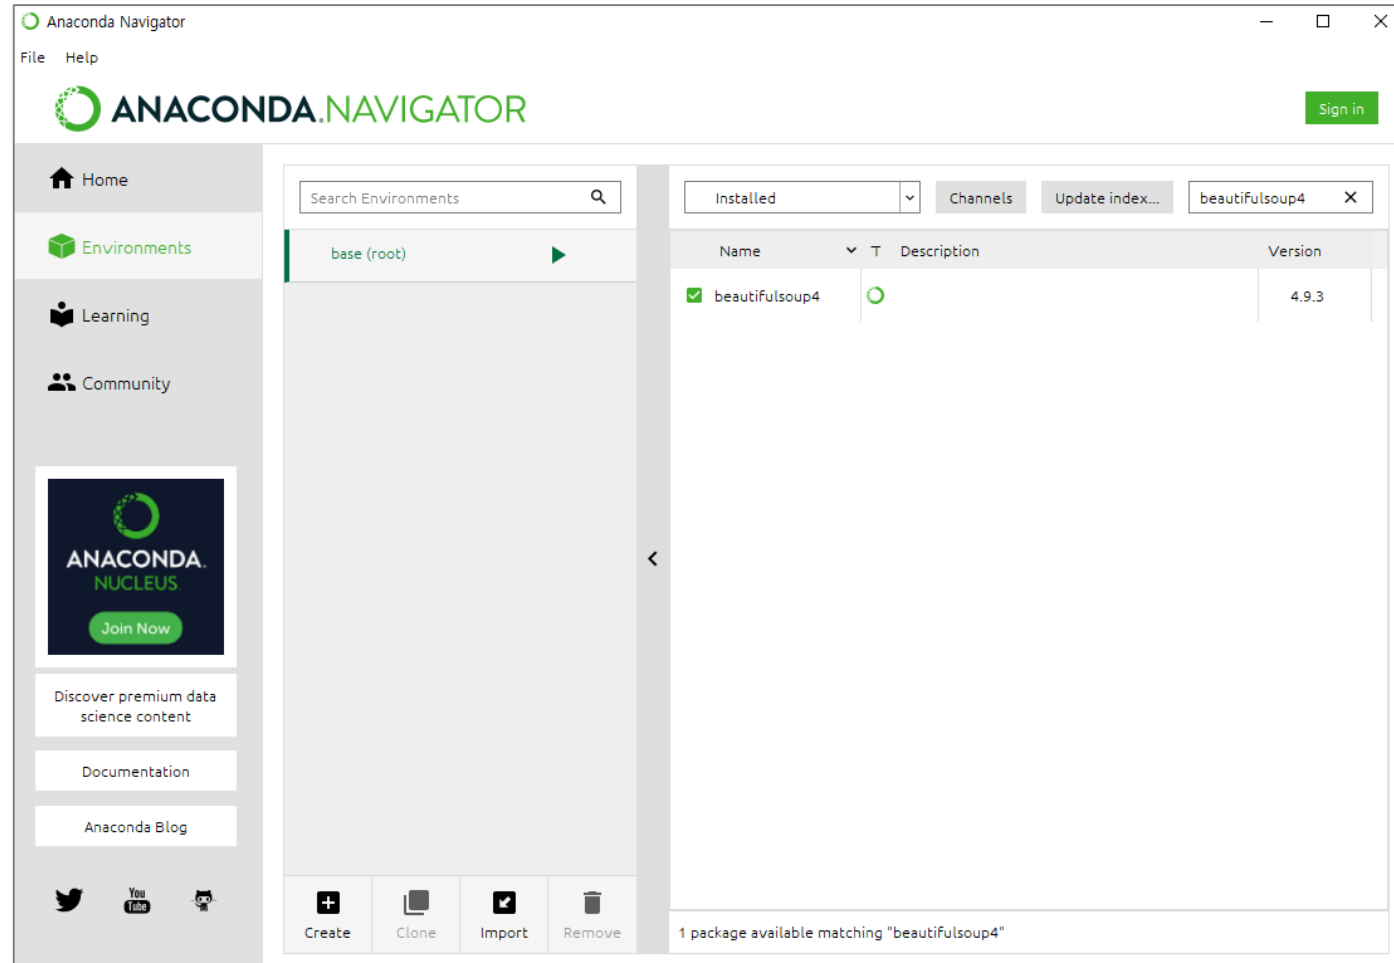 Anaconda Navigator
File Help
ANACONDA.NAVIGATOR
Sign in
Home
Environments
Learning
Community
ANACONDA.
NUCLEUS
Join Now
Discover premium data
science content
Documentation
Anaconda Blog
You
Tube
Search Environments
base (root)
Create Clone Import Remove
Installed Channels Update index... beautifulsoup4
Name T Description Version
beautifulsoup4 4.9.3
1 package available matching "beautifulsoup4"